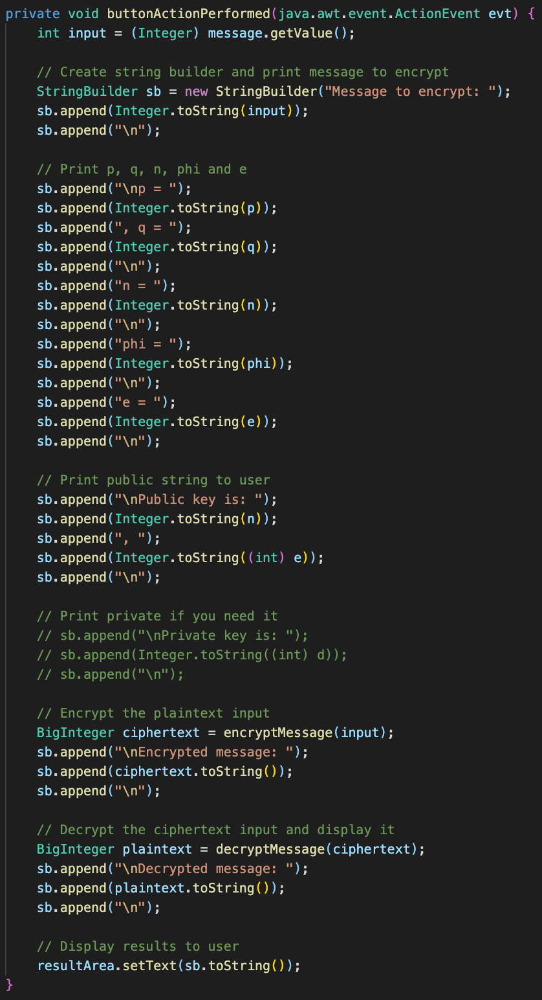 private void buttonActionPerformed(java.awt.event.ActionEvent evt) {
    int input = (Integer) message.getValue();

    // Create string builder and print message to encrypt
    StringBuilder sb = new StringBuilder("Message to encrypt: ");
    sb.append(Integer.toString(input));
    sb.append("\n");

    // Print p, q, n, phi and e
    sb.append("\np = ");
    sb.append(Integer.toString(p));
    sb.append(", q = ");
    sb.append(Integer.toString(q));
    sb.append("\n");
    sb.append("n = ");
    sb.append(Integer.toString(n));
    sb.append("\n");
    sb.append("phi = ");
    sb.append(Integer.toString(phi));
    sb.append("\n");
    sb.append("e = ");
    sb.append(Integer.toString(e));
    sb.append("\n");

    // Print public string to user
    sb.append("\nPublic key is: ");
    sb.append(Integer.toString(n));
    sb.append(", ");
    sb.append(Integer.toString((int) e));
    sb.append("\n");

    // Print private if you need it
    // sb.append("\nPrivate key is: ");
    // sb.append(Integer.toString((int) d));
    // sb.append("\n");

    // Encrypt the plaintext input
    BigInteger ciphertext = encryptMessage(input);
    sb.append("\nEncrypted message: ");
    sb.append(ciphertext.toString());
    sb.append("\n");

    // Decrypt the ciphertext input and display it
    BigInteger plaintext = decryptMessage(ciphertext);
    sb.append("\nDecrypted message: ");
    sb.append(plaintext.toString());
    sb.append("\n");

    // Display results to user
    resultArea.setText(sb.toString());
}